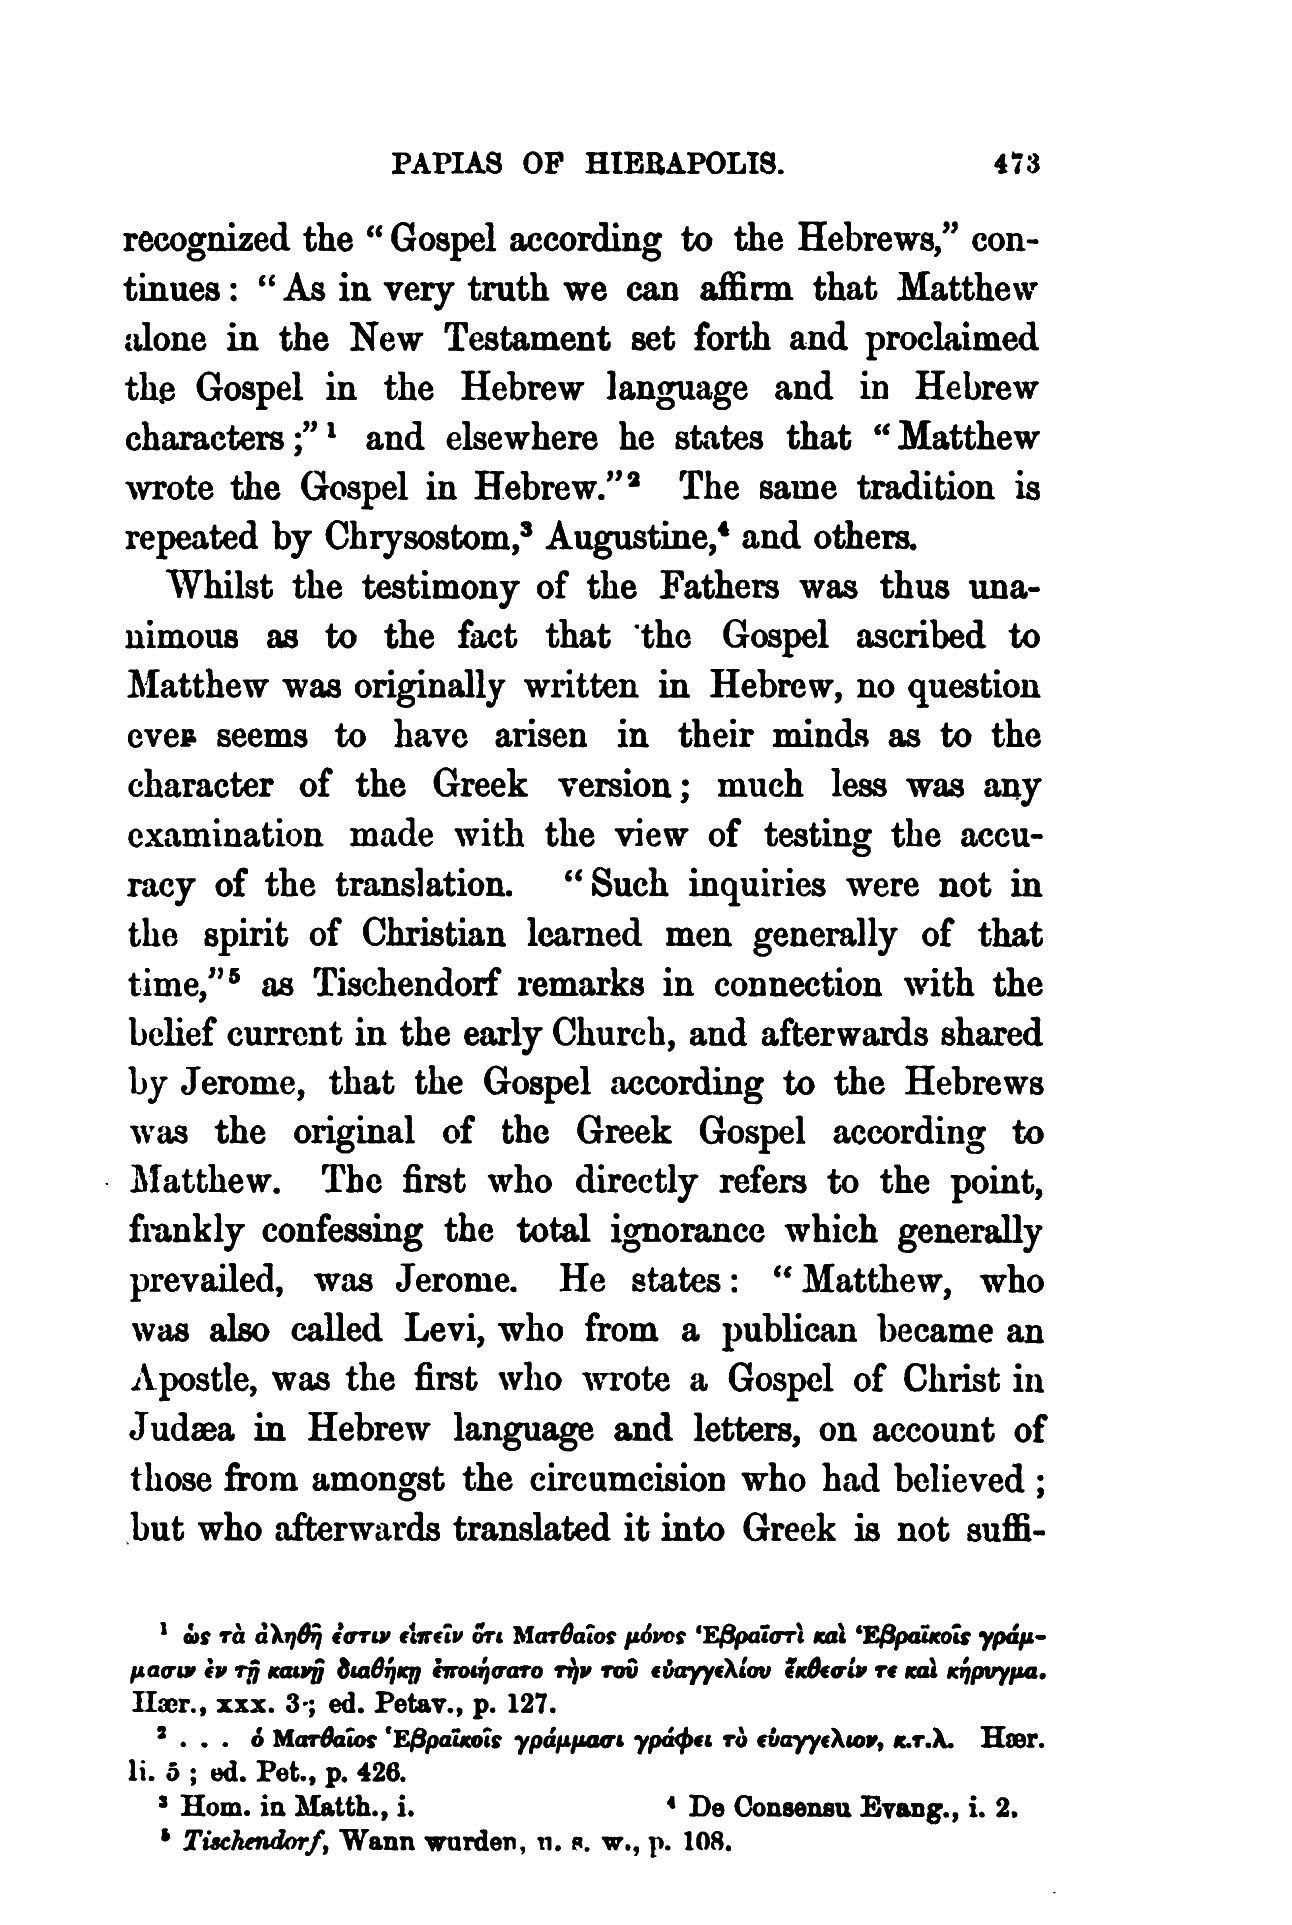 PAPIAS OF HIERAPOLIS. 473
recognized the “Gospel according to the Hebrews,” con-
tinues: “As in very truth we can affirm that Matthew
alone in the New Testament set forth and proclaimed
the Gospel in the Hebrew language and in Hebrew
characters;”¹ and elsewhere he states that “Matthew
wrote the Gospel in Hebrew.”² The same tradition is
repeated by Chrysostom,³ Augustine,⁴ and others.
Whilst the testimony of the Fathers was thus una-
nimous as to the fact that the Gospel ascribed to
Matthew was originally written in Hebrew, no question
ever seems to have arisen in their minds as to the
character of the Greek version; much less was any
examination made with the view of testing the accu-
racy of the translation. “Such inquiries were not in
the spirit of Christian learned men generally of that
time,”⁵ as Tischendorf remarks in connection with the
belief current in the early Church, and afterwards shared
by Jerome, that the Gospel according to the Hebrews
was the original of the Greek Gospel according to
Matthew. The first who directly refers to the point,
frankly confessing the total ignorance which generally
prevailed, was Jerome. He states: “Matthew, who
was also called Levi, who from a publican became an
Apostle, was the first who wrote a Gospel of Christ in
Judæa in Hebrew language and letters, on account of
those from amongst the circumcision who had believed;
but who afterwards translated it into Greek is not suffi-
¹ ὡς τὰ ἀληθῆ ἐστιν εἰπεῖν ὅτι Ματθαῖος μόνος Ἑβραϊστὶ καὶ Ἑβραϊκοῖς γράμ-
μασιν ἐν τῇ καινῇ διαθήκῃ ἐποιήσατο τὴν τοῦ εὐαγγελίου ἔκθεσίν τε καὶ κήρυγμα.
Hær., xxx. 3; ed. Petav., p. 127.
² . . . ὁ Ματθαῖος Ἑβραϊκοῖς γράμμασι γράφει τὸ εὐαγγελιον, κ.τ.λ. Hær.
li. 5; ed. Pet., p. 426.
³ Hom. in Matth., i. ⁴ De Consensu Evang., i. 2.
⁵ Tischendorf, Wann wurden, u. s. w., p. 108.